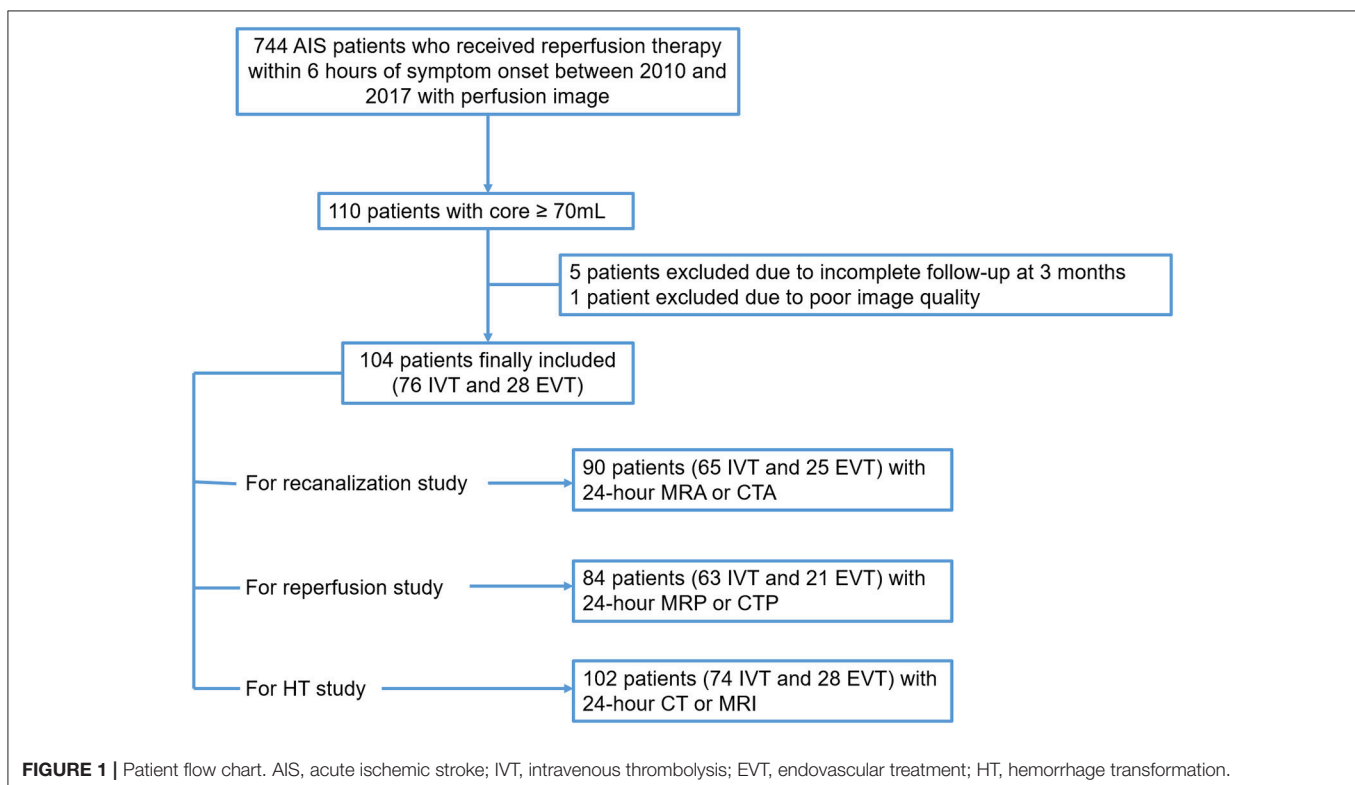 744 AIS patients who received reperfusion therapy
within 6 hours of symptom onset between 2010 and
2017 with perfusion image
110 patients with core ≥ 70mL
5 patients excluded due to incomplete follow-up at 3 months
1 patient excluded due to poor image quality
104 patients finally included
(76 IVT and 28 EVT)
For recanalization study
90 patients (65 IVT and 25 EVT) with
24-hour MRA or CTA
For reperfusion study
84 patients (63 IVT and 21 EVT) with
24-hour MRP or CTP
For HT study
102 patients (74 IVT and 28 EVT) with
24-hour CT or MRI
FIGURE 1 | Patient flow chart. AIS, acute ischemic stroke; IVT, intravenous thrombolysis; EVT, endovascular treatment; HT, hemorrhage transformation.